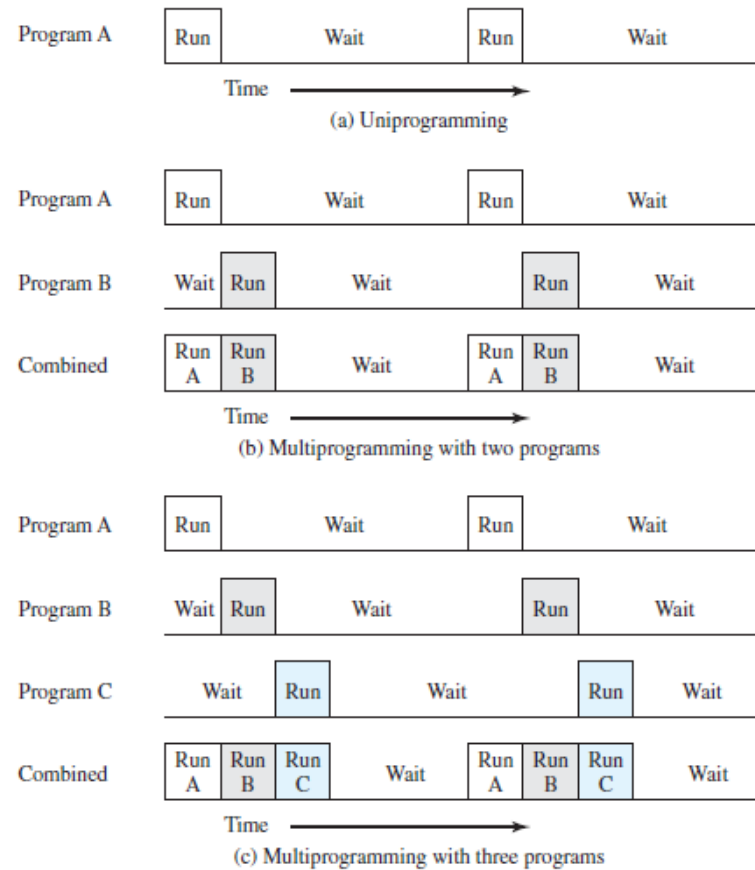 Program A Run Wait Run Wait
Time
(a) Uniprogramming
Program A Run Wait Run Wait
Program B Wait Run Wait Run Wait
Combined Run A Run B Wait Run A Run B Wait
Time
(b) Multiprogramming with two programs
Program A Run Wait Run Wait
Program B Wait Run Wait Run Wait
Program C Wait Run Wait Run Wait
Combined Run A Run B Run C Wait Run A Run B Run C Wait
Time
(c) Multiprogramming with three programs